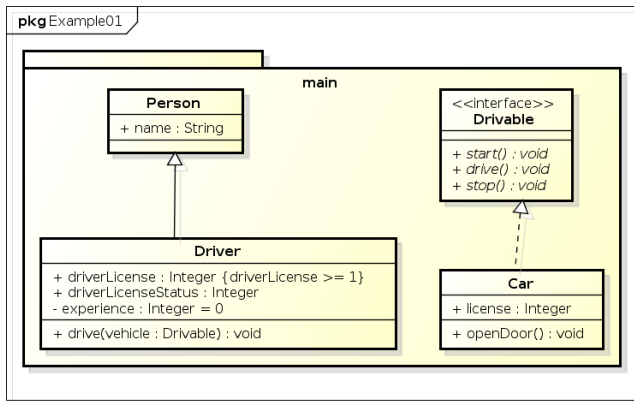 pkg Example01
main
Person
+ name : String
<<interface>>
Drivable
+ start() : void
+ drive() : void
+ stop() : void
Driver
+ driverLicense : Integer {driverLicense >= 1}
+ driverLicenseStatus : Integer
- experience : Integer = 0
+ drive(vehicle : Drivable) : void
Car
+ license : Integer
+ openDoor() : void